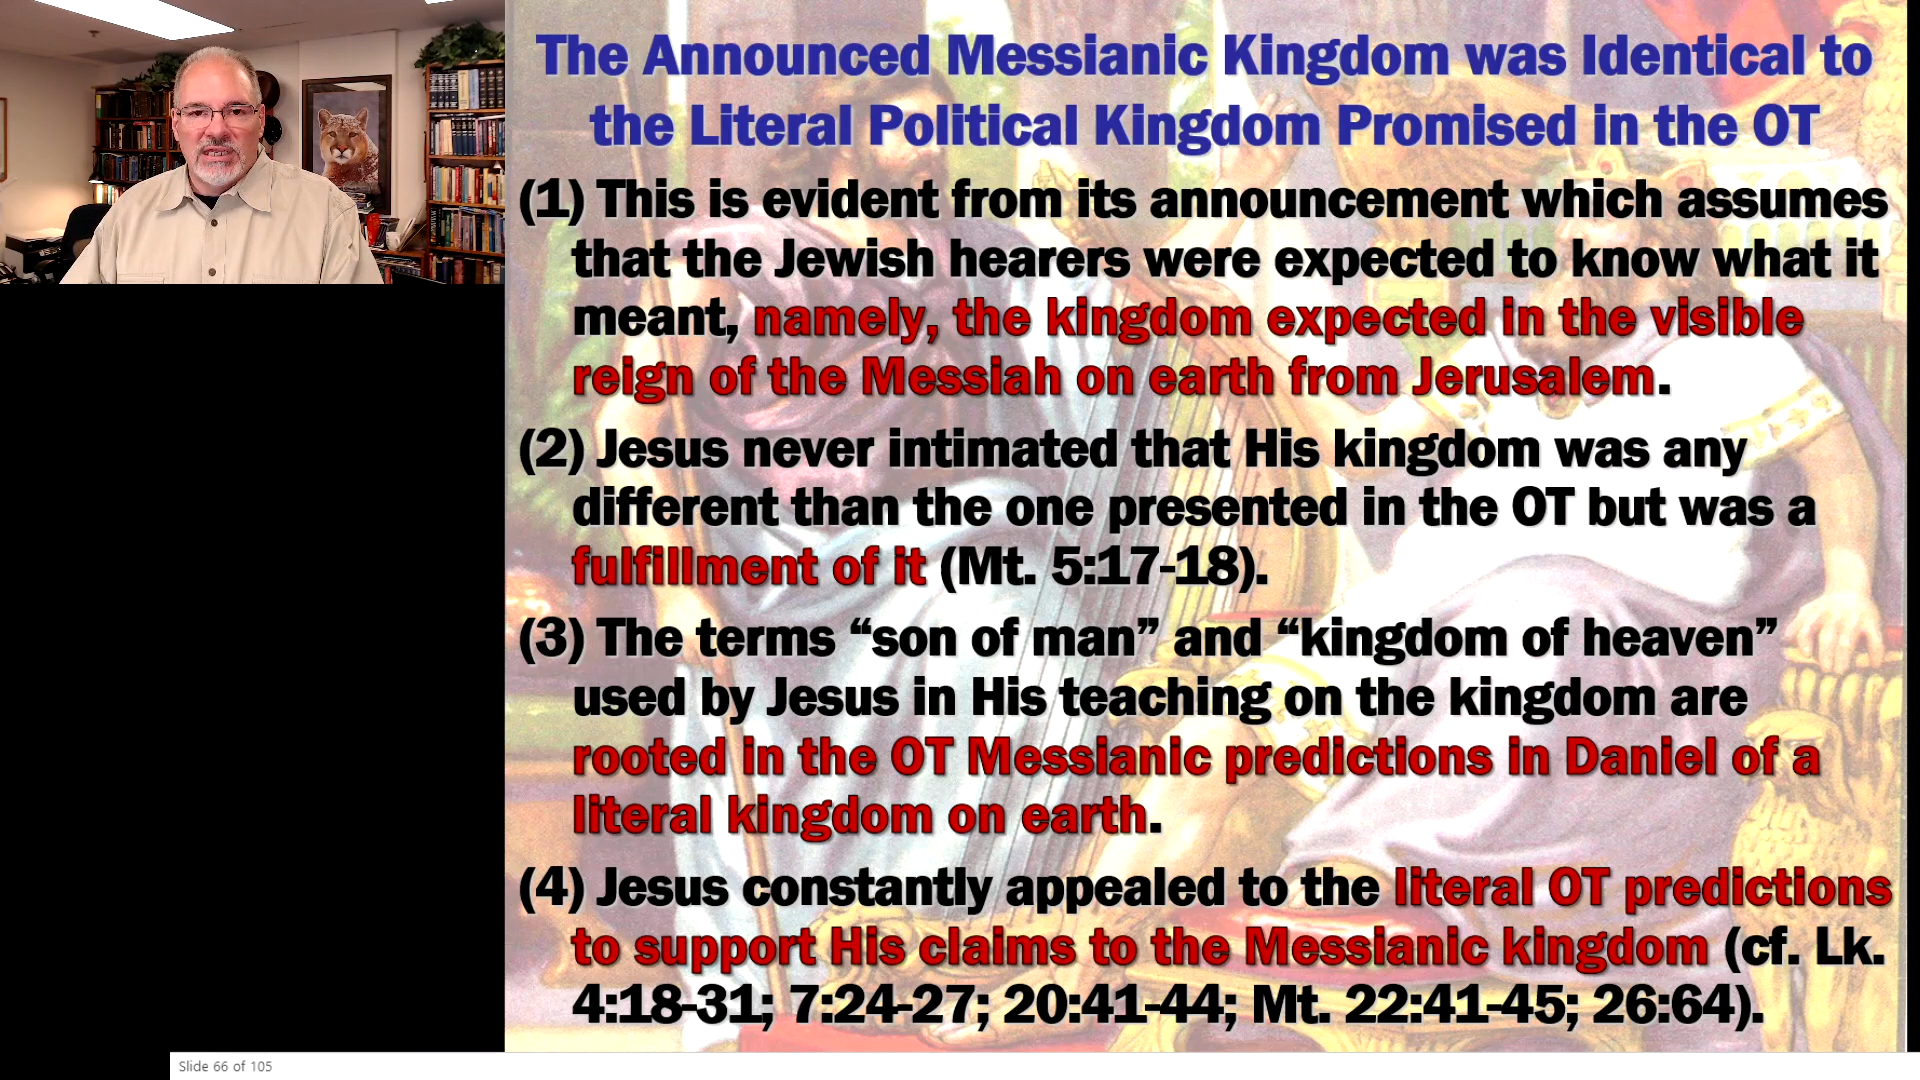 The Announced Messianic Kingdom was Identical to
the Literal Political Kingdom Promised in the OT
(1) This is evident from its announcement which assumes
that the Jewish hearers were expected to know what it
meant, namely, the kingdom expected in the visible
reign of the Messiah on earth from Jerusalem.
(2) Jesus never intimated that His kingdom was any
different than the one presented in the OT but was a
fulfillment of it (Mt. 5:17-18).
(3) The terms “son of man” and “kingdom of heaven”
used by Jesus in His teaching on the kingdom are
rooted in the OT Messianic predictions in Daniel of a
literal kingdom on earth.
(4) Jesus constantly appealed to the literal OT predictions
to support His claims to the Messianic kingdom (cf. Lk.
4:18-31; 7:24-27; 20:41-44; Mt. 22:41-45; 26:64).
Slide 66 of 105